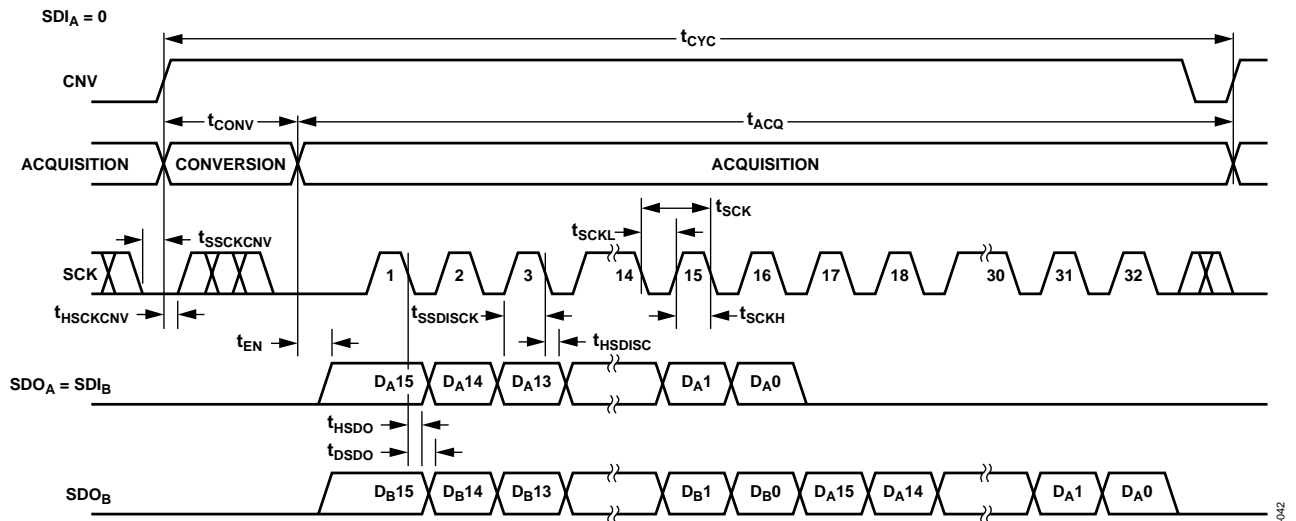 SDIA = 0
tCYC
CNV
tCONV
tACQ
ACQUISITION
CONVERSION
ACQUISITION
tSCK
tSCKL
tSSCKCNV
SCK
1 2 3 14 15 16 17 18 30 31 32
tHSCKCNV
tSSDISCK
tSCKH
tEN
tHSDISC
SDOA = SDIB
DA15 DA14 DA13 DA1 DA0
tHSDO
tDSDO
SDOB
DB15 DB14 DB13 DB1 DB0 DA15 DA14 DA1 DA0
-042